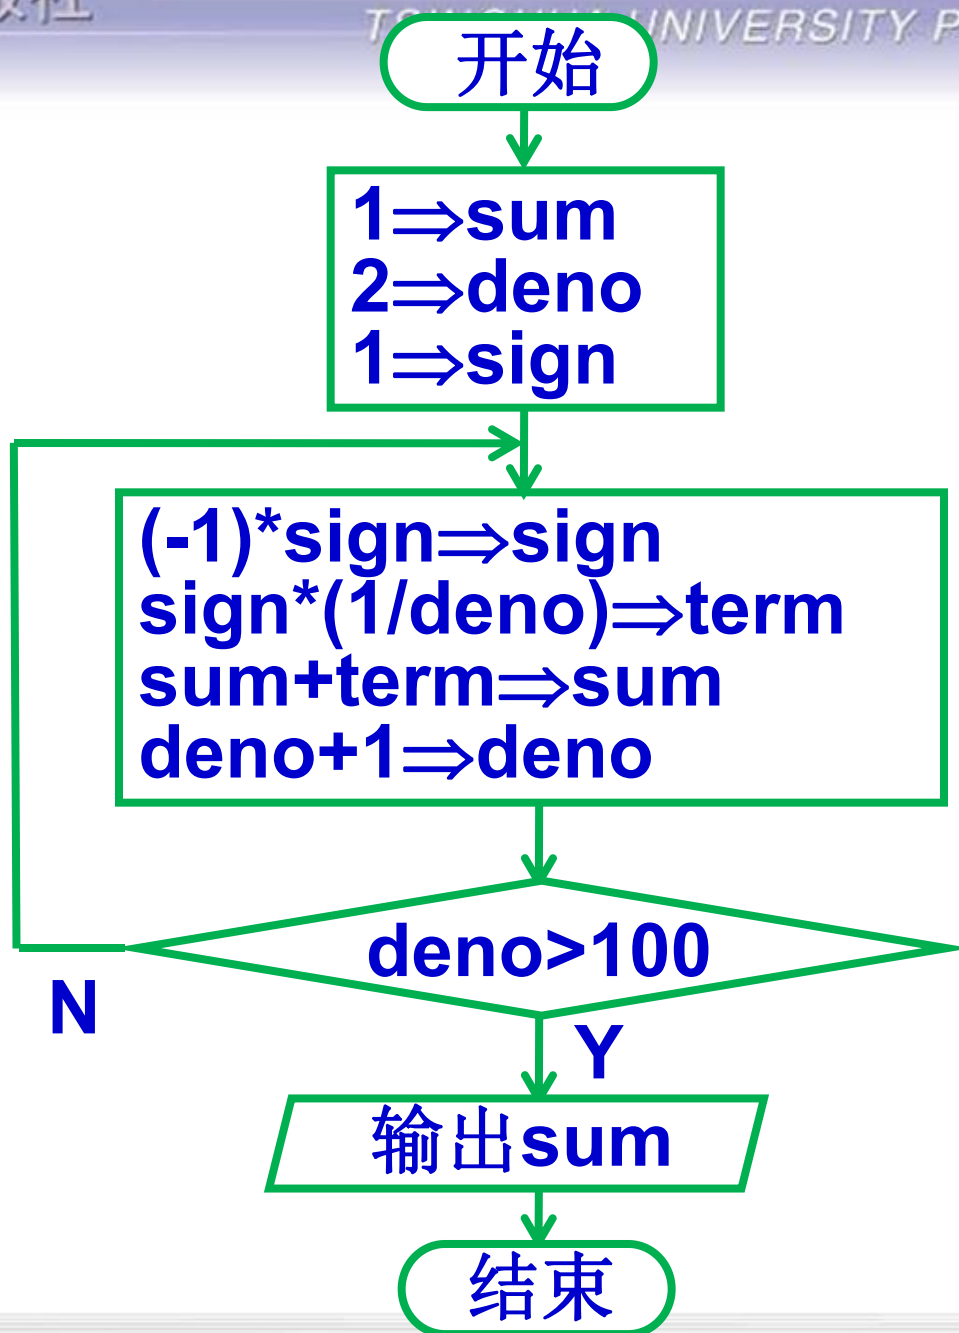 UNIVERSITY P
开始
1⇒sum
2⇒deno
1⇒sign
(-1)*sign⇒sign
sign*(1/deno)⇒term
sum+term⇒sum
deno+1⇒deno
deno>100
N
Y
输出sum
结束